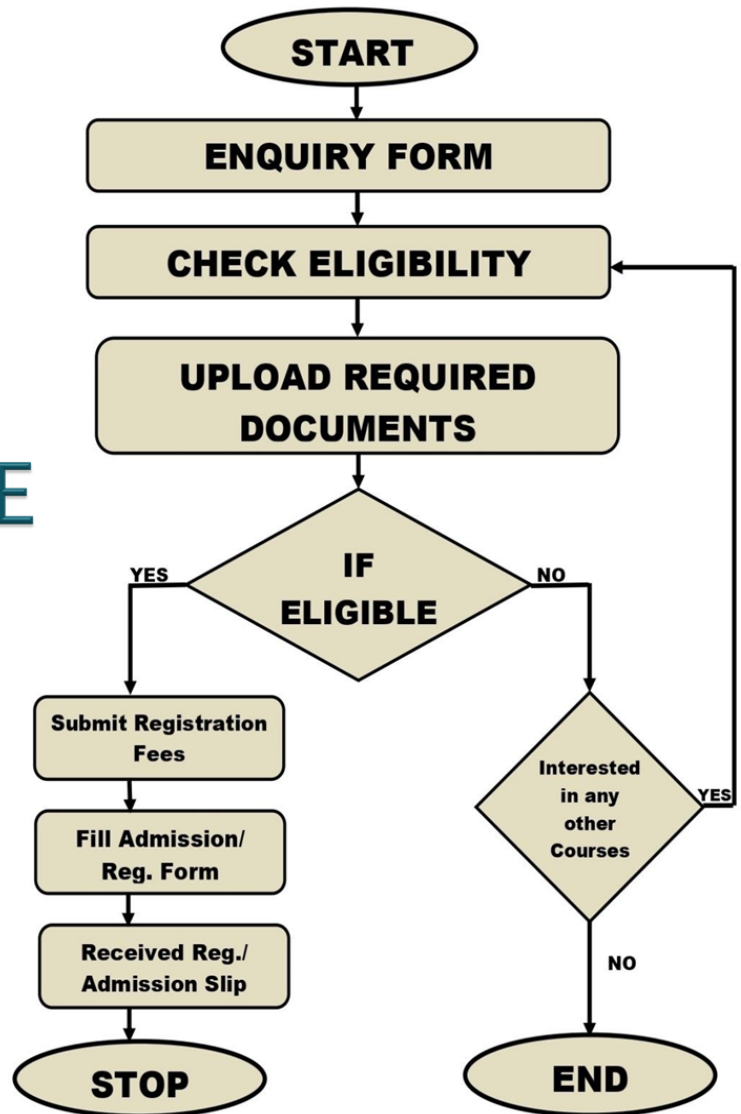 START
ENQUIRY FORM
CHECK ELIGIBILITY
UPLOAD REQUIRED
DOCUMENTS
E
IF
ELIGIBLE
YES
NO
Submit Registration
Fees
Fill Admission/
Reg. Form
Received Reg./
Admission Slip
STOP
Interested
in any
other
Courses
YES
NO
END